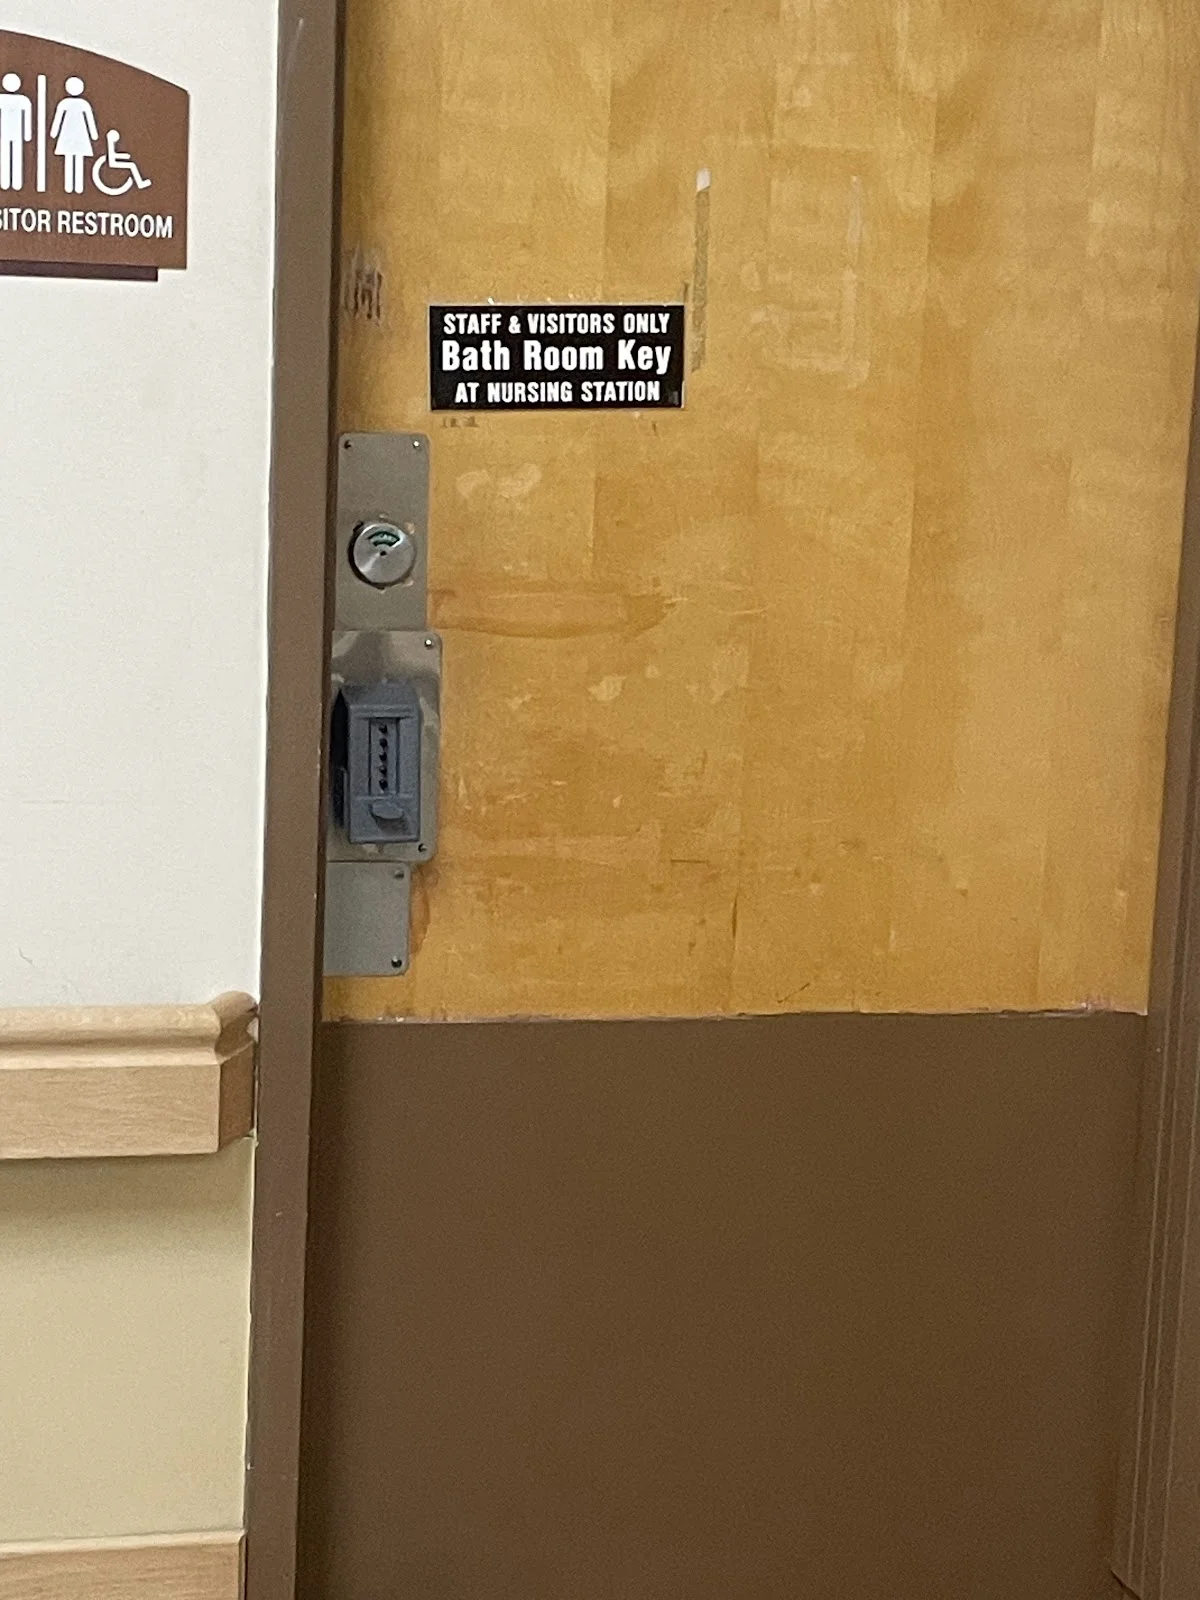 SITOR RESTROOM
STAFF & VISITORS ONLY
Bath Room Key
AT NURSING STATION